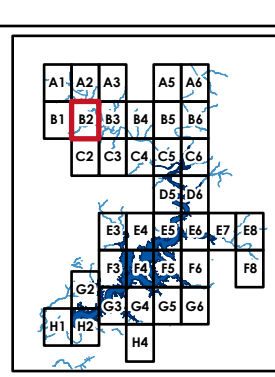 A1 A2 A3 A5 A6
B1 B2 B3 B4 B5 B6
C2 C3 C4 C5 C6
D5 D6
E3 E4 E5 E6 E7 E8
F3 F4 F5 F6 F8
G2
G3 G4 G5 G6
H1 H2
H4